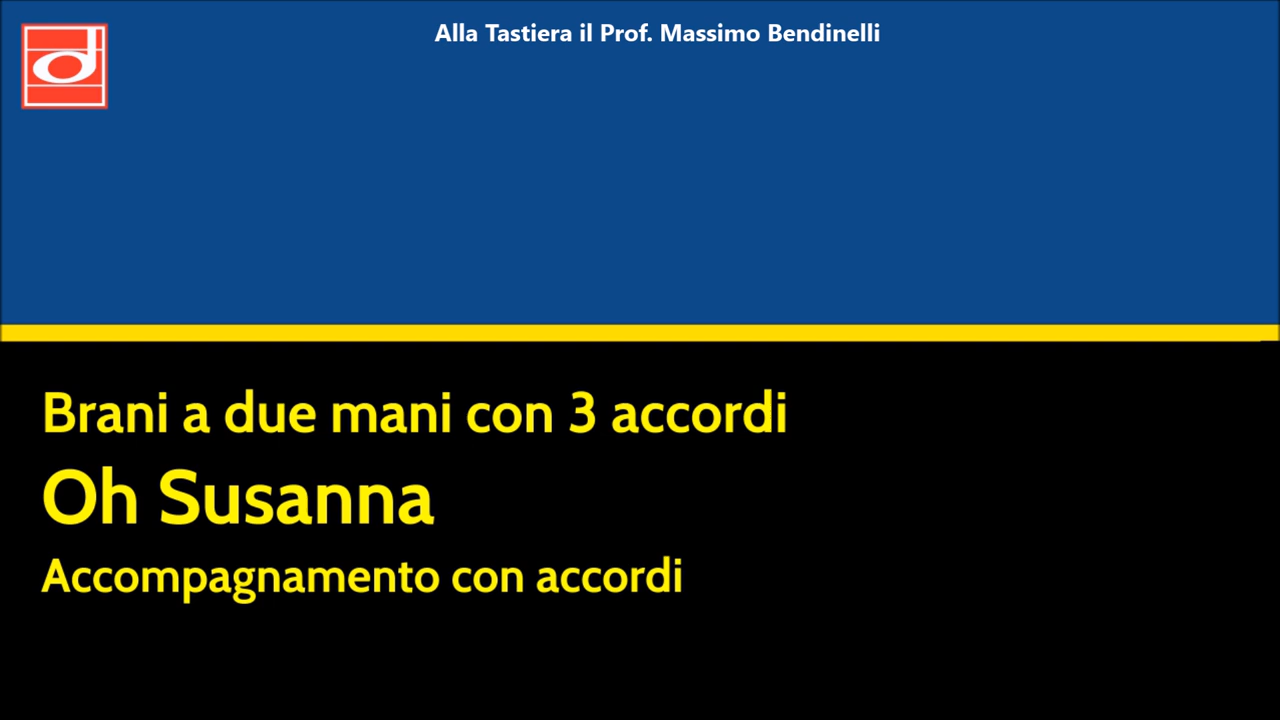 Alla Tastiera il Prof. Massimo Bendinelli
Brani a due mani con 3 accordi
Oh Susanna
Accompagnamento con accordi